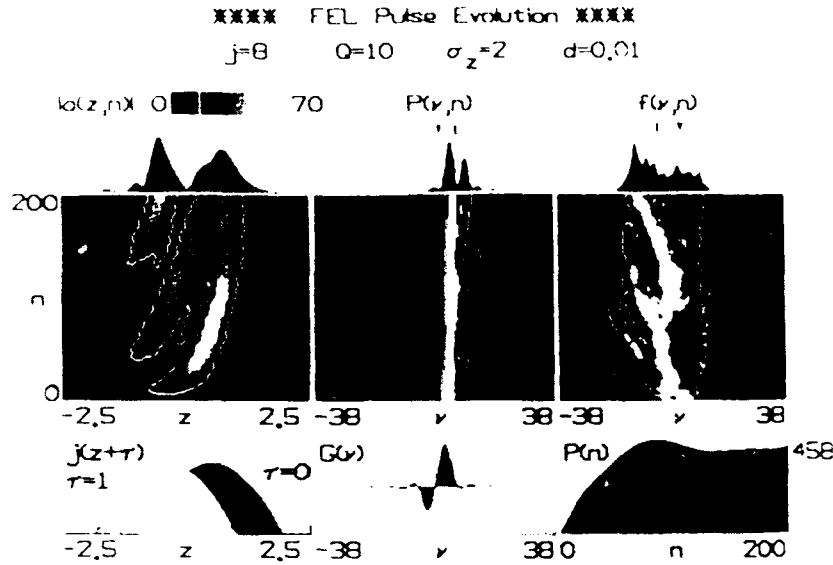 **** FEL Pulse Evolution ****
j=8 Q=10 σz=2 d=0.01
|a(z,n)| 0 70 P(ν,n) f(ν,n)
200
n
0
-2.5 z 2.5 -38 ν 38 -38 ν 38
j(z+τ) τ=0 G(ν) P(n) 458
τ=1
-2.5 z 2.5 -38 ν 38 0 n 200